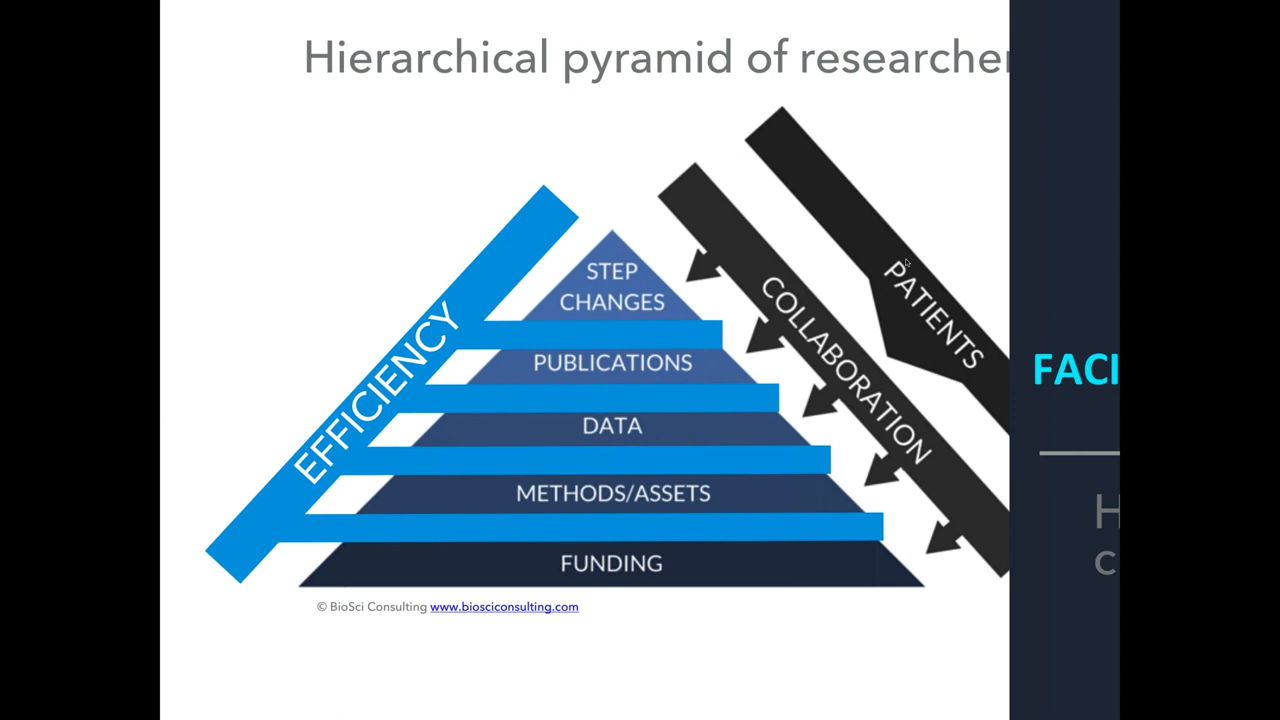 Hierarchical pyramid of researcher
STEP
CHANGES
PUBLICATIONS
DATA
METHODS/ASSETS
FUNDING
EFFICIENCY
COLLABORATION
PATIENTS
© BioSci Consulting www.biosciconsulting.com
FACI
H
c